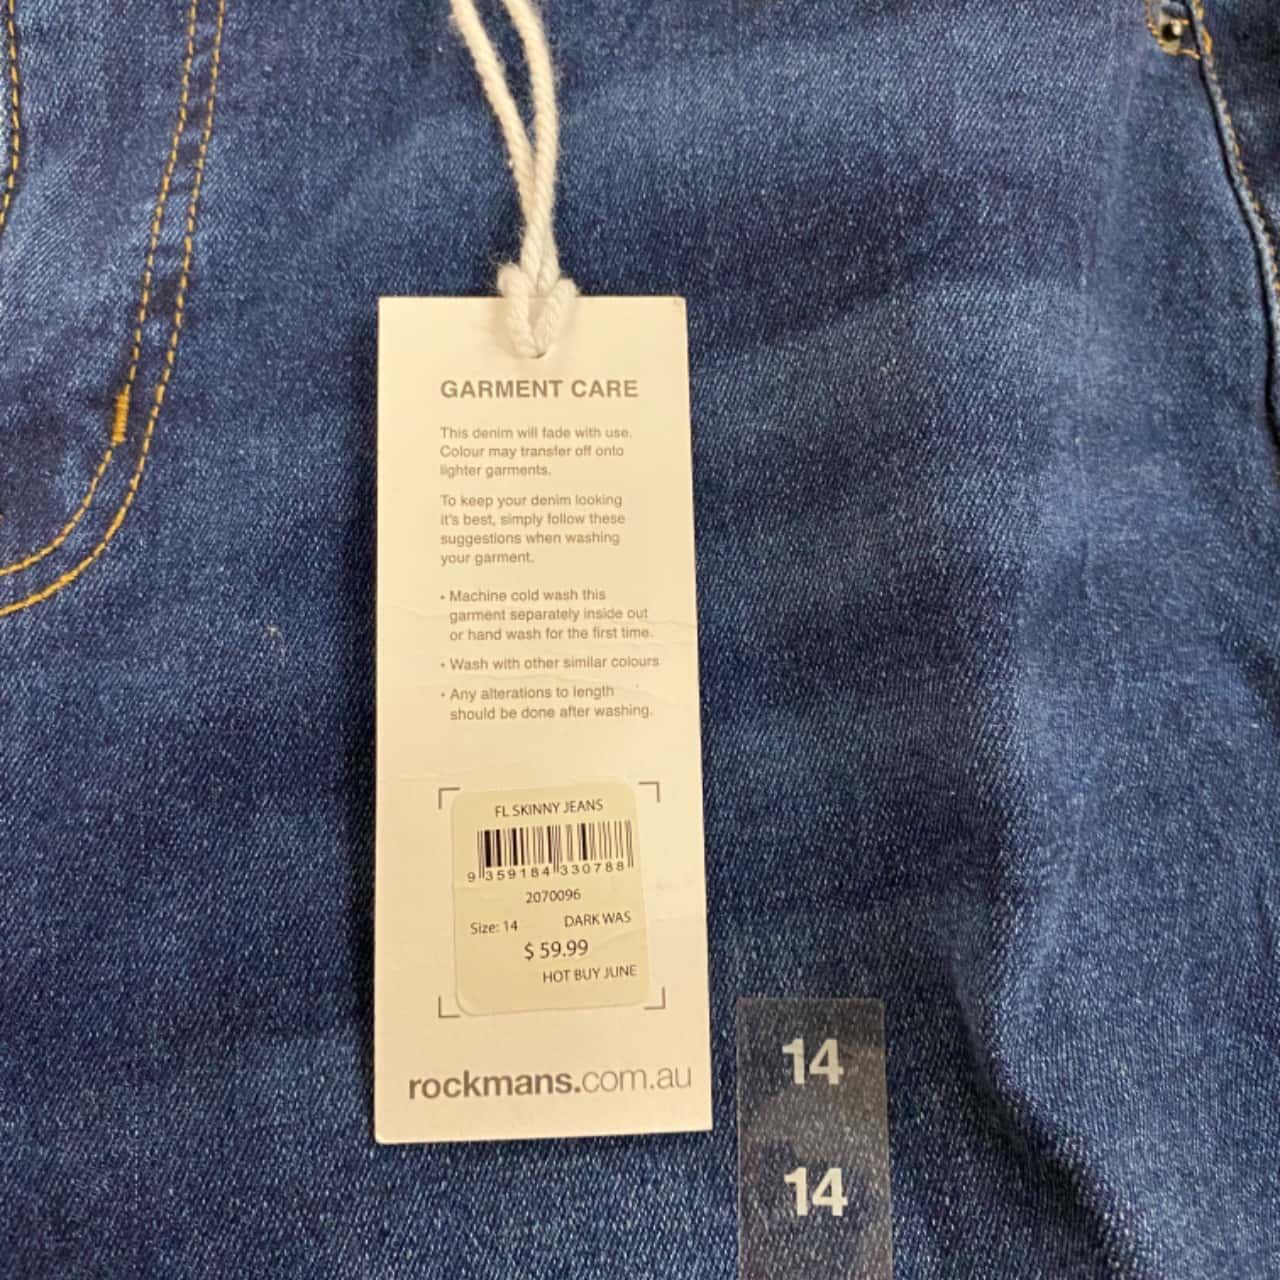 GARMENT CARE
This denim will fade with use.
Colour may transfer off onto
lighter garments.
To keep your denim looking
it's best, simply follow these
suggestions when washing
your garment.
• Machine cold wash this
garment separately inside out
or hand wash for the first time.
• Wash with other similar colours
• Any alterations to length
should be done after washing.
FL SKINNY JEANS
9 359184 330788
2070096
Size: 14 DARK WAS
$ 59.99
HOT BUY JUNE
rockmans.com.au
14
14